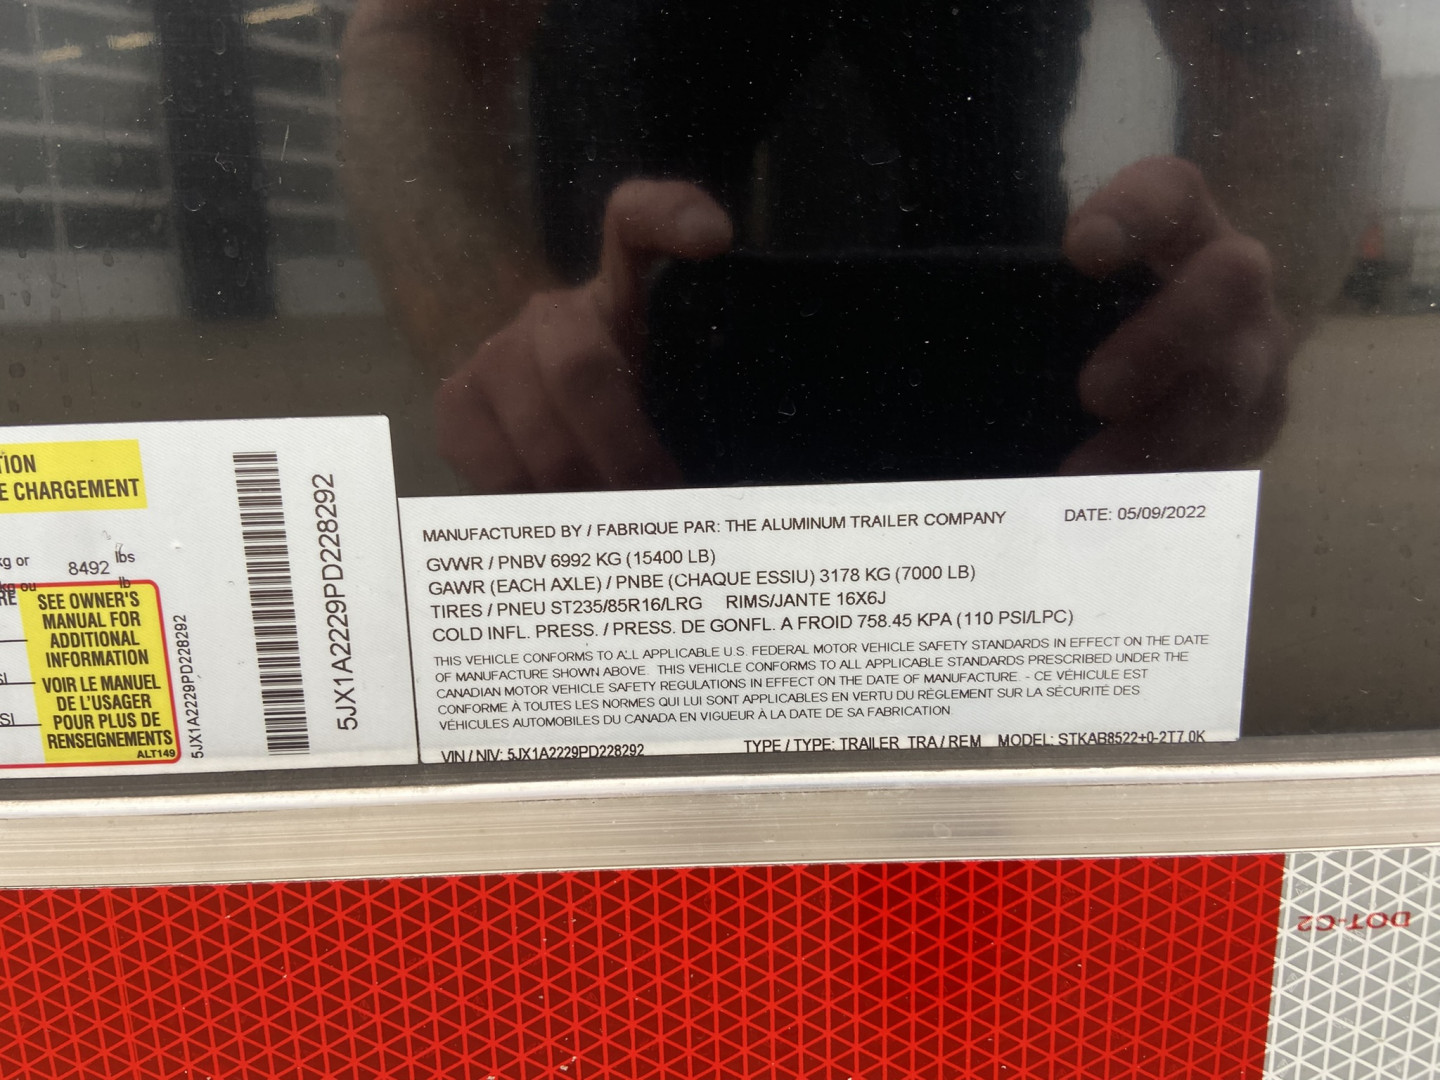 TION
E CHARGEMENT
kg or 8492 lbs
kg ou lb
RE
SEE OWNER'S
MANUAL FOR
ADDITIONAL
INFORMATION
VOIR LE MANUEL
DE L'USAGER
POUR PLUS DE
RENSEIGNEMENTS
ALT149
SI
SI
5JX1A2229PD228292
5JX1A2229PD228292
MANUFACTURED BY / FABRIQUE PAR: THE ALUMINUM TRAILER COMPANY DATE: 05/09/2022
GVWR / PNBV 6992 KG (15400 LB)
GAWR (EACH AXLE) / PNBE (CHAQUE ESSIU) 3178 KG (7000 LB)
TIRES / PNEU ST235/85R16/LRG RIMS/JANTE 16X6J
COLD INFL. PRESS. / PRESS. DE GONFL. A FROID 758.45 KPA (110 PSI/LPC)
THIS VEHICLE CONFORMS TO ALL APPLICABLE U.S. FEDERAL MOTOR VEHICLE SAFETY STANDARDS IN EFFECT ON THE DATE
OF MANUFACTURE SHOWN ABOVE. THIS VEHICLE CONFORMS TO ALL APPLICABLE STANDARDS PRESCRIBED UNDER THE
CANADIAN MOTOR VEHICLE SAFETY REGULATIONS IN EFFECT ON THE DATE OF MANUFACTURE. - CE VÉHICULE EST
CONFORME À TOUTES LES NORMES QUI LUI SONT APPLICABLES EN VERTU DU RÈGLEMENT SUR LA SÉCURITÉ DES
VÉHICULES AUTOMOBILES DU CANADA EN VIGUEUR À LA DATE DE SA FABRICATION
VIN / NIV: 5JX1A2229PD228292 TYPE / TYPE: TRAILER TRA / REM MODEL: STKAB8522+0-2T7.0K
DOT-C2